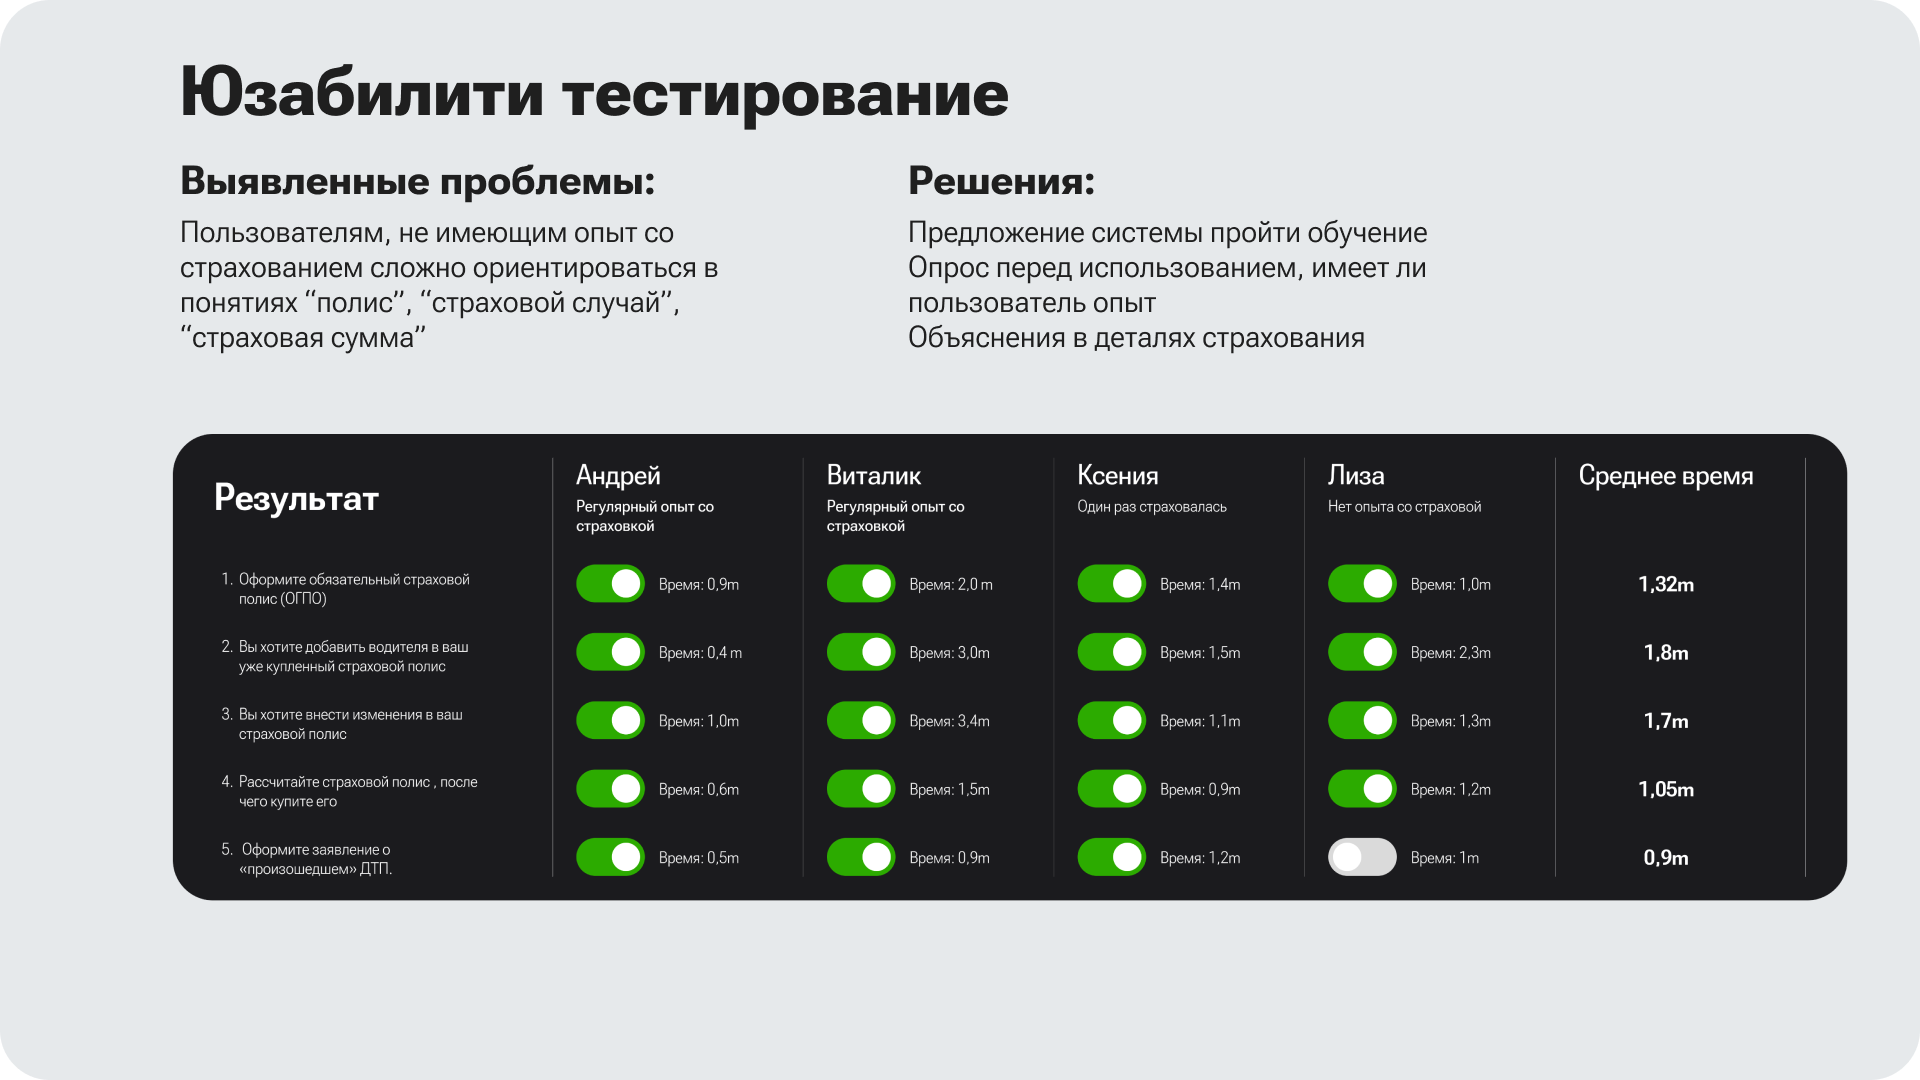 Юзабилити тестирование
Выявленные проблемы:
Пользователям, не имеющим опыт со
страхованием сложно ориентироваться в
понятиях “полис”, “страховой случай”,
“страховая сумма”
Решения:
Предложение системы пройти обучение
Опрос перед использованием, имеет ли
пользователь опыт
Объяснения в деталях страхования
Результат
Андрей
Регулярный опыт со
страховкой
Виталик
Регулярный опыт со
страховкой
Ксения
Один раз страховалась
Лиза
Нет опыта со страховой
Среднее время
1. Оформите обязательный страховой
полис (ОГПО)
Время: 0,9m
Время: 2,0 m
Время: 1,4m
Время: 1,0m
1,32m
2. Вы хотите добавить водителя в ваш
уже купленный страховой полис
Время: 0,4 m
Время: 3,0m
Время: 1,5m
Время: 2,3m
1,8m
3. Вы хотите внести изменения в ваш
страховой полис
Время: 1,0m
Время: 3,4m
Время: 1,1m
Время: 1,3m
1,7m
4. Рассчитайте страховой полис , после
чего купите его
Время: 0,6m
Время: 1,5m
Время: 0,9m
Время: 1,2m
1,05m
5. Оформите заявление о
«произошедшем» ДТП.
Время: 0,5m
Время: 0,9m
Время: 1,2m
Время: 1m
0,9m